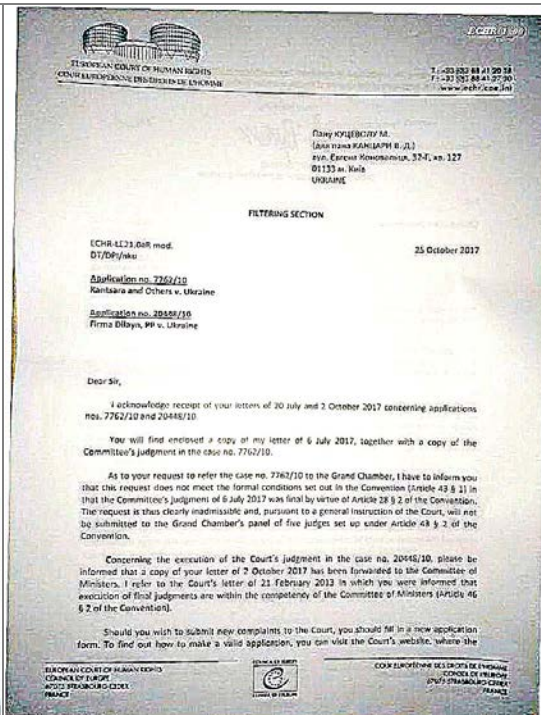 EUROPEAN COURT OF HUMAN RIGHTS
COUR EUROPÉENNE DES DROITS DE L'HOMME
www.echr.coe.int
Пану КУЦЕВОЛУ М.
(для пана КАНЦАРИ В. Д.)
вул. Євгена Коновальця, 32-Г, кв. 127
01133 м. Київ
UKRAINE
FILTERING SECTION
ECHR-LE21.0aR mod.
DT/DPt/nku
25 October 2017
Application no. 7762/10
Kantsara and Others v. Ukraine
Application no. 20448/10
Firma Dilayn, PP v. Ukraine
Dear Sir,
I acknowledge receipt of your letters of 20 July and 2 October 2017 concerning applications
nos. 7762/10 and 20448/10.
You will find enclosed a copy of my letter of 6 July 2017, together with a copy of the
Committee's judgment in the case no. 7762/10.
As to your request to refer the case no. 7762/10 to the Grand Chamber, I have to inform you
that this request does not meet the formal conditions set out in the Convention (Article 43 § 1) in
that the Committee's judgment of 6 July 2017 was final by virtue of Article 28 § 2 of the Convention.
The request is thus clearly inadmissible and, pursuant to a general instruction of the Court, will not
be submitted to the Grand Chamber's panel of five judges set up under Article 43 § 2 of the
Convention.
Concerning the execution of the Court's judgment in the case no. 20448/10, please be
informed that a copy of your letter of 2 October 2017 has been forwarded to the Committee of
Ministers. I refer to the Court's letter of 21 February 2013 in which you were informed that
execution of final judgments are within the competency of the Committee of Ministers (Article 46
§ 2 of the Convention).
Should you wish to submit new complaints to the Court, you should fill in a new application
form. To find out how to make a valid application, you can visit the Court's website, where the
EUROPEAN COURT OF HUMAN RIGHTS
COUNCIL OF EUROPE
67075 STRASBOURG CEDEX
FRANCE
COUR EUROPÉENNE DES DROITS DE L'HOMME
CONSEIL DE L'EUROPE
67075 STRASBOURG CEDEX
FRANCE